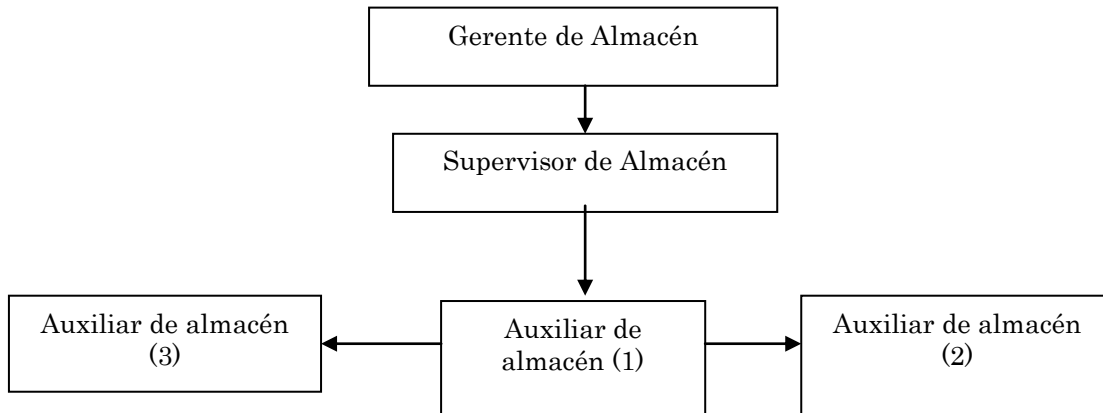 Gerente de Almacén
Supervisor de Almacén
Auxiliar de almacén
(3)
Auxiliar de
almacén (1)
Auxiliar de almacén
(2)